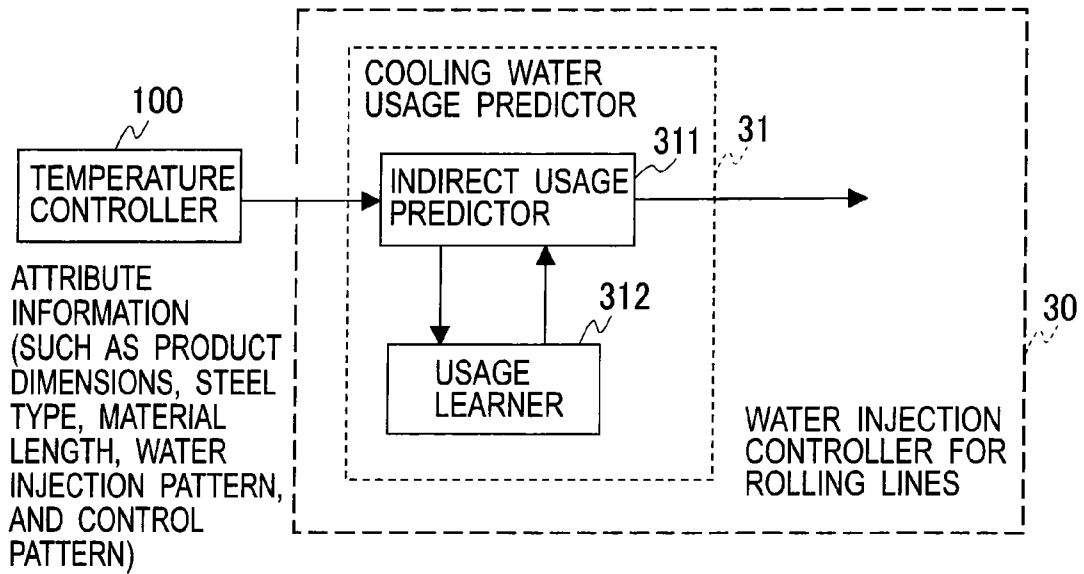 COOLING WATER
USAGE PREDICTOR
100
311
31
TEMPERATURE
CONTROLLER
INDIRECT USAGE
PREDICTOR
ATTRIBUTE
INFORMATION
(SUCH AS PRODUCT
DIMENSIONS, STEEL
TYPE, MATERIAL
LENGTH, WATER
INJECTION PATTERN,
AND CONTROL
PATTERN)
312
USAGE
LEARNER
30
WATER INJECTION
CONTROLLER FOR
ROLLING LINES